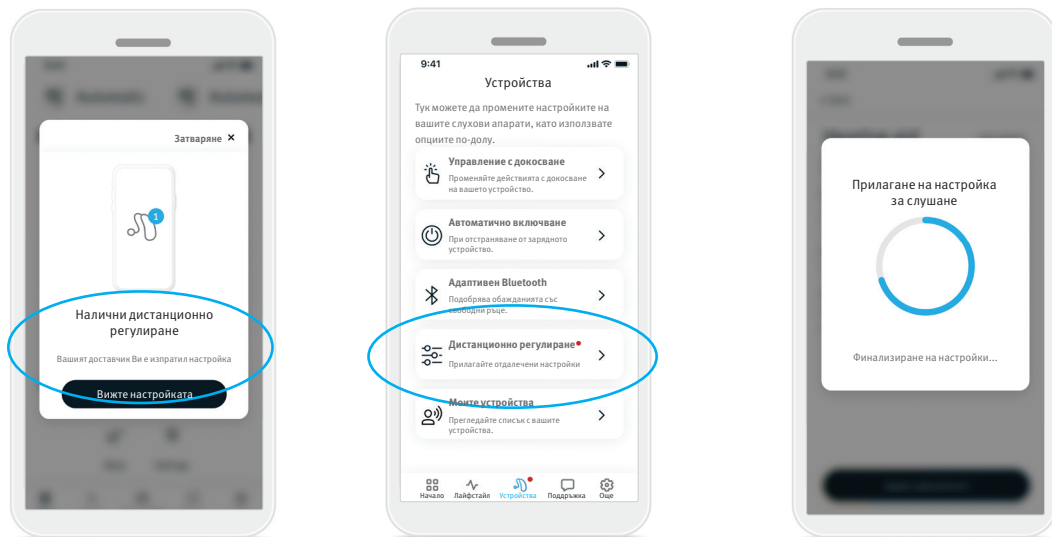 Затваряне ×
1
Налични дистанционно
регулиране
Вашият доставчик Ви е изпратил настройка
Вижте настройката
9:41
Устройства
Тук можете да промените настройките на
вашите слухови апарати, като използвате
опциите по-долу.
Управление с докосване
Променяйте действията с докосване
на вашето устройство.
Автоматично включване
При отстраняване от зарядното
устройство.
Адаптивен Bluetooth
Подобрява обажданията със
свободни ръце.
Дистанционно регулиране
Прилагайте отдалечени настройки
Моите устройства
Прегледайте списък с вашите
устройства.
Начало Лайфстайл Устройства Поддръжка Още
Прилагане на настройка
за слушане
Финализиране на настройки...